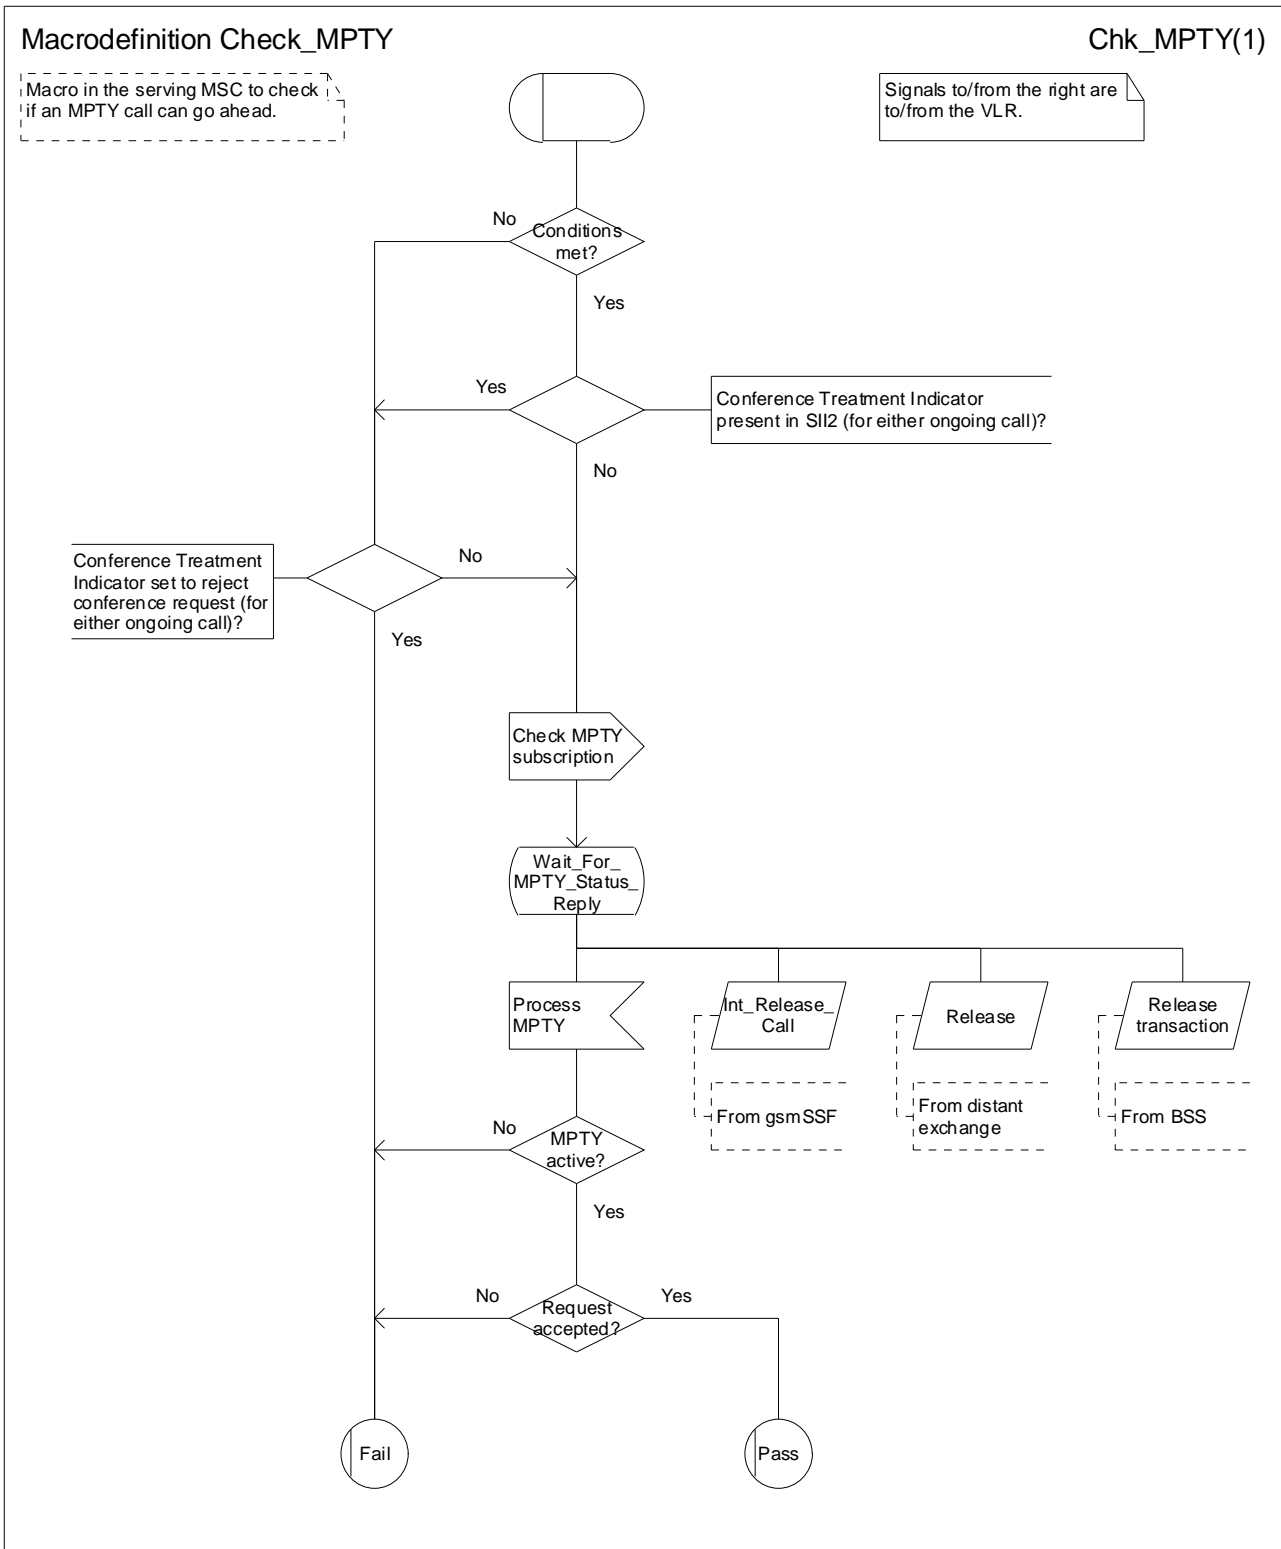 Macrodefinition Check_MPTY
Chk_MPTY(1)
Macro in the serving MSC to check
if an MPTY call can go ahead.
Signals to/from the right are
to/from the VLR.
No
Conditions
met?
Yes
Yes
Conference Treatment Indicator
present in SII2 (for either ongoing call)?
No
Conference Treatment
Indicator set to reject
conference request (for
either ongoing call)?
No
Yes
Check MPTY
subscription
Wait_For_
MPTY_Status_
Reply
Process
MPTY
Int_Release_
Call
Release
Release
transaction
From gsmSSF
From distant
exchange
From BSS
No
MPTY
active?
Yes
No
Request
accepted?
Yes
Fail
Pass